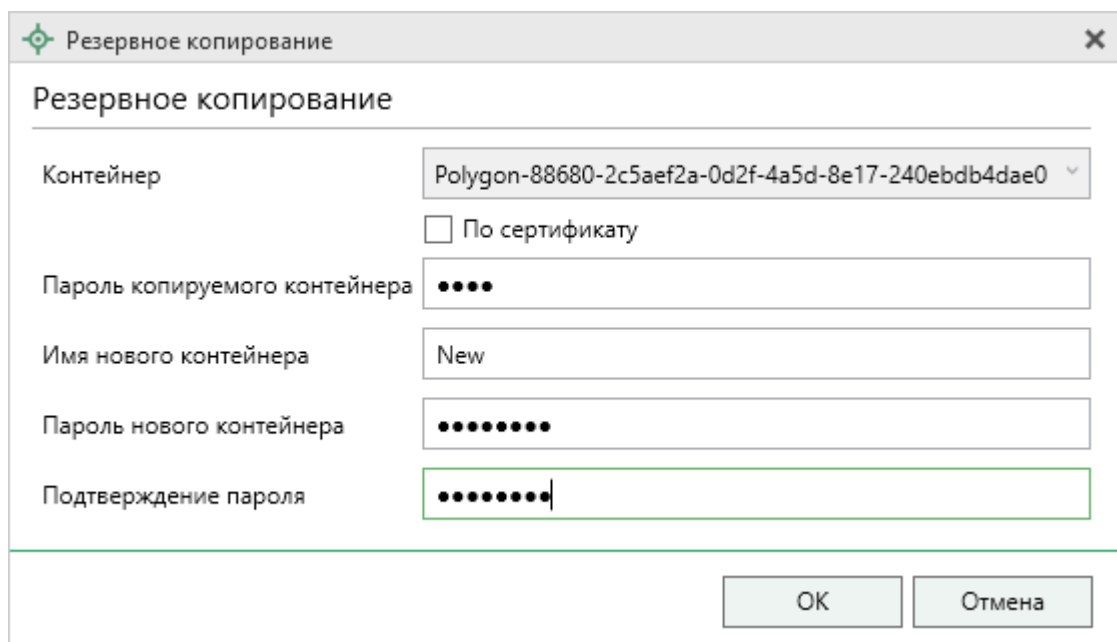 Резервное копирование
Резервное копирование
Контейнер Polygon-88680-2c5aef2a-0d2f-4a5d-8e17-240ebdb4dae0
По сертификату
Пароль копируемого контейнера ●●●●
Имя нового контейнера New
Пароль нового контейнера ●●●●●●●●
Подтверждение пароля ●●●●●●●●
ОК Отмена